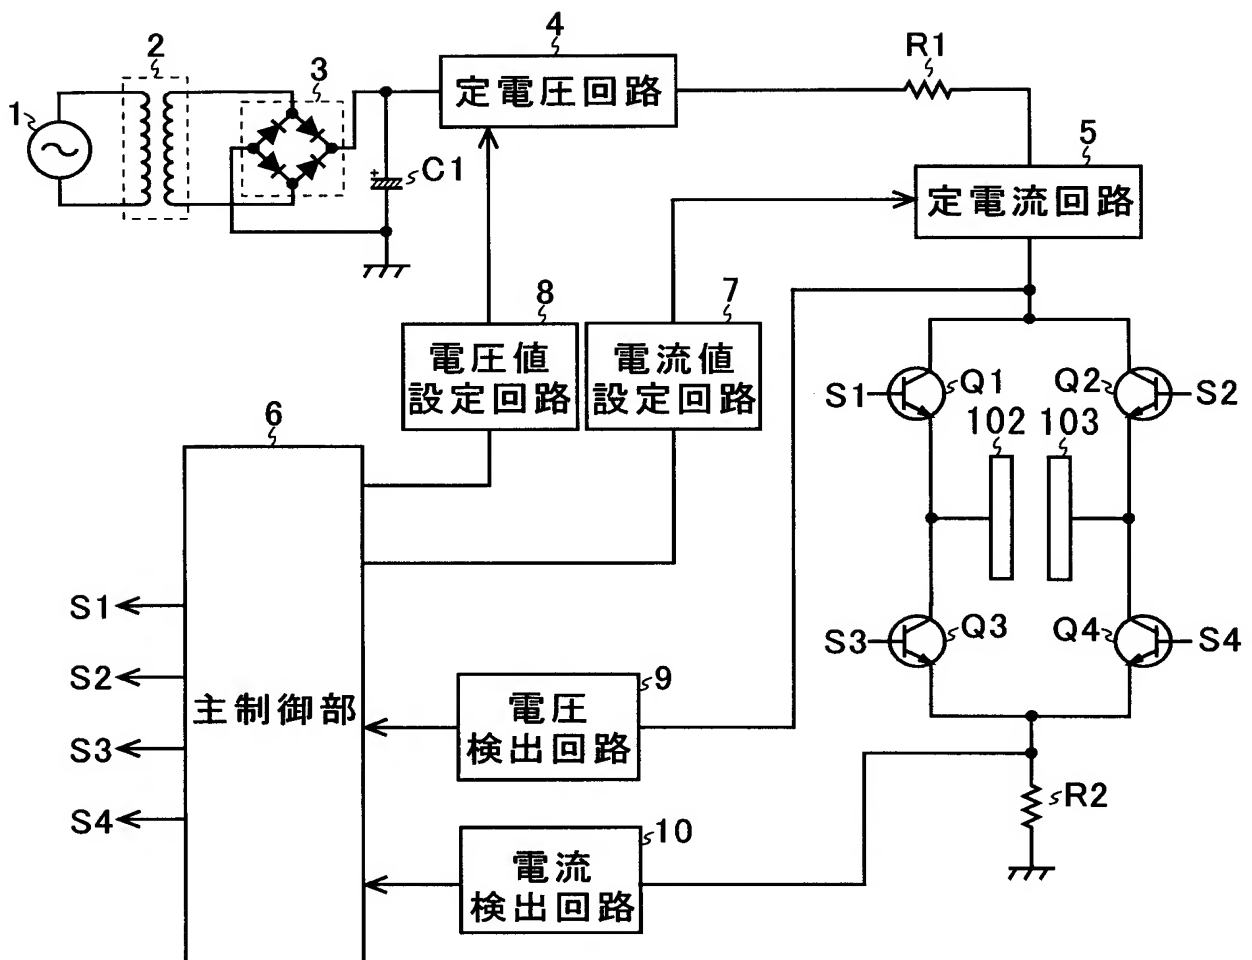 1
2
3
C1
4
定電圧回路
R1
5
定電流回路
8
電圧値
設定回路
7
電流値
設定回路
S1
Q1
Q2
S2
102
103
6
主制御部
S1
S2
S3
S4
S3
Q3
Q4
S4
9
電圧
検出回路
10
電流
検出回路
R2